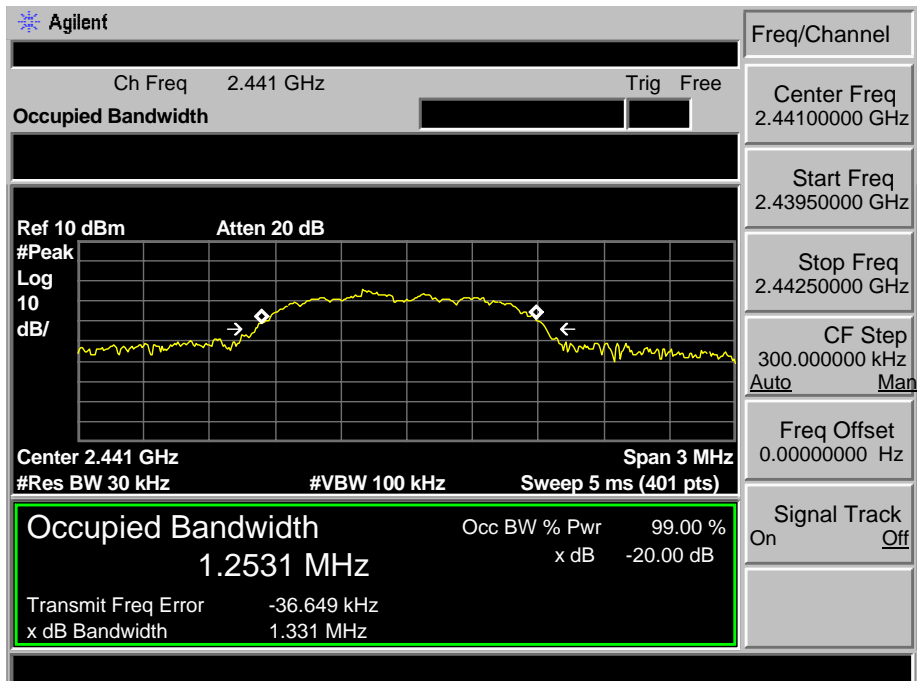 Agilent
Freq/Channel
Ch Freq 2.441 GHz Trig Free
Occupied Bandwidth
Center Freq
2.44100000 GHz
Start Freq
2.43950000 GHz
Ref 10 dBm Atten 20 dB
#Peak
Log
10
dB/
Stop Freq
2.44250000 GHz
CF Step
300.000000 kHz
Auto Man
Freq Offset
0.00000000 Hz
Center 2.441 GHz Span 3 MHz
#Res BW 30 kHz #VBW 100 kHz Sweep 5 ms (401 pts)
Signal Track
On Off
Occupied Bandwidth Occ BW % Pwr 99.00 %
1.2531 MHz x dB -20.00 dB
Transmit Freq Error -36.649 kHz
x dB Bandwidth 1.331 MHz